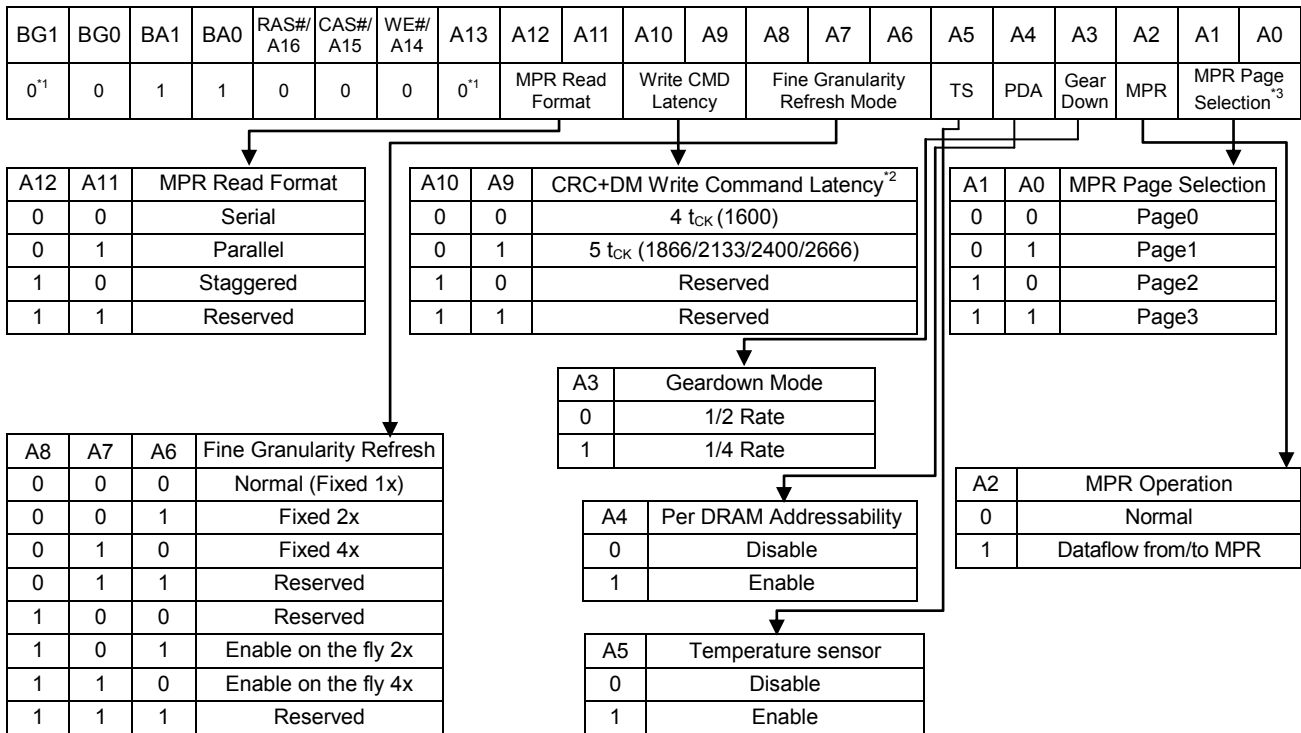 BG1 BG0 BA1 BA0 RAS#/A16 CAS#/A15 WE#/A14 A13 A12 A11 A10 A9 A8 A7 A6 A5 A4 A3 A2 A1 A0
0*1 0 1 1 0 0 0 0*1 MPR Read Format Write CMD Latency Fine Granularity Refresh Mode TS PDA Gear Down MPR MPR Page Selection*3
A12 A11 MPR Read Format
0 0 Serial
0 1 Parallel
1 0 Staggered
1 1 Reserved
A10 A9 CRC+DM Write Command Latency*2
0 0 4 tCK (1600)
0 1 5 tCK (1866/2133/2400/2666)
1 0 Reserved
1 1 Reserved
A1 A0 MPR Page Selection
0 0 Page0
0 1 Page1
1 0 Page2
1 1 Page3
A3 Geardown Mode
0 1/2 Rate
1 1/4 Rate
A8 A7 A6 Fine Granularity Refresh
0 0 0 Normal (Fixed 1x)
0 0 1 Fixed 2x
0 1 0 Fixed 4x
0 1 1 Reserved
1 0 0 Reserved
1 0 1 Enable on the fly 2x
1 1 0 Enable on the fly 4x
1 1 1 Reserved
A4 Per DRAM Addressability
0 Disable
1 Enable
A2 MPR Operation
0 Normal
1 Dataflow from/to MPR
A5 Temperature sensor
0 Disable
1 Enable